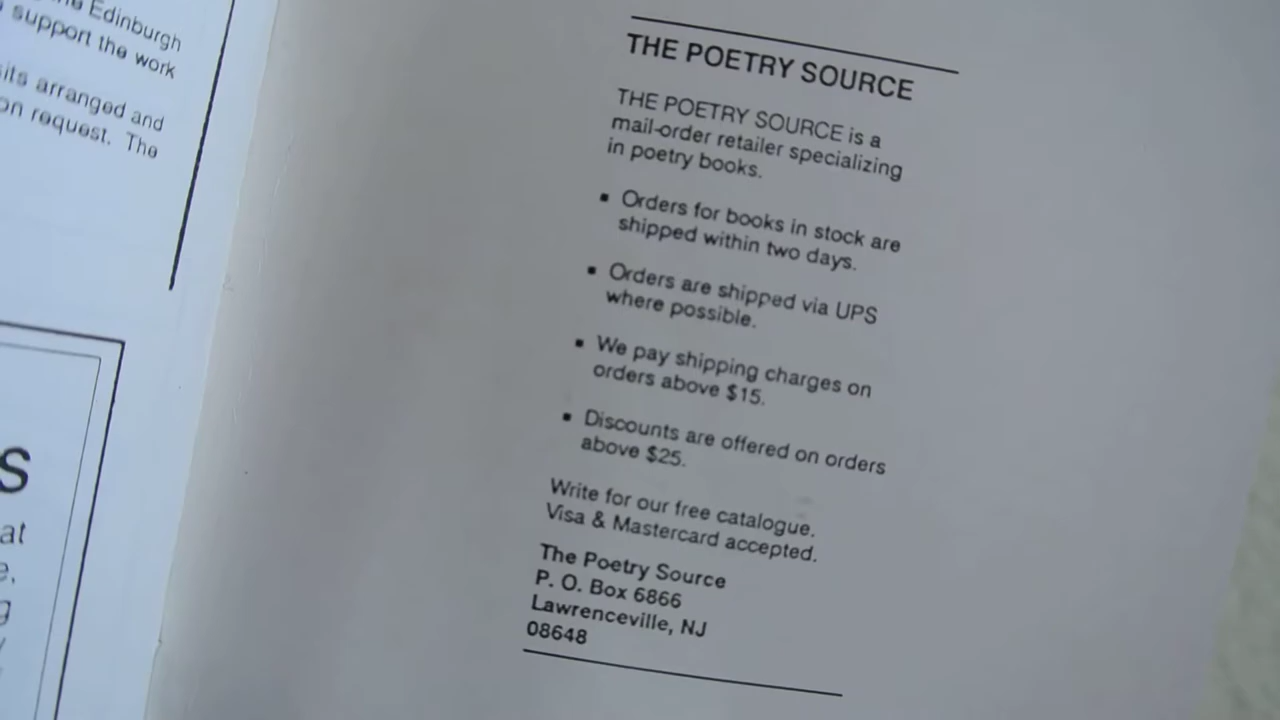 Edinburgh
support the work
arranged and
on request. The
S
at
THE POETRY SOURCE
THE POETRY SOURCE is a
mail-order retailer specializing
in poetry books.
▪ Orders for books in stock are
shipped within two days.
▪ Orders are shipped via UPS
where possible.
▪ We pay shipping charges on
orders above $15.
▪ Discounts are offered on orders
above $25.
Write for our free catalogue.
Visa & Mastercard accepted.
The Poetry Source
P. O. Box 6866
Lawrenceville, NJ
08648